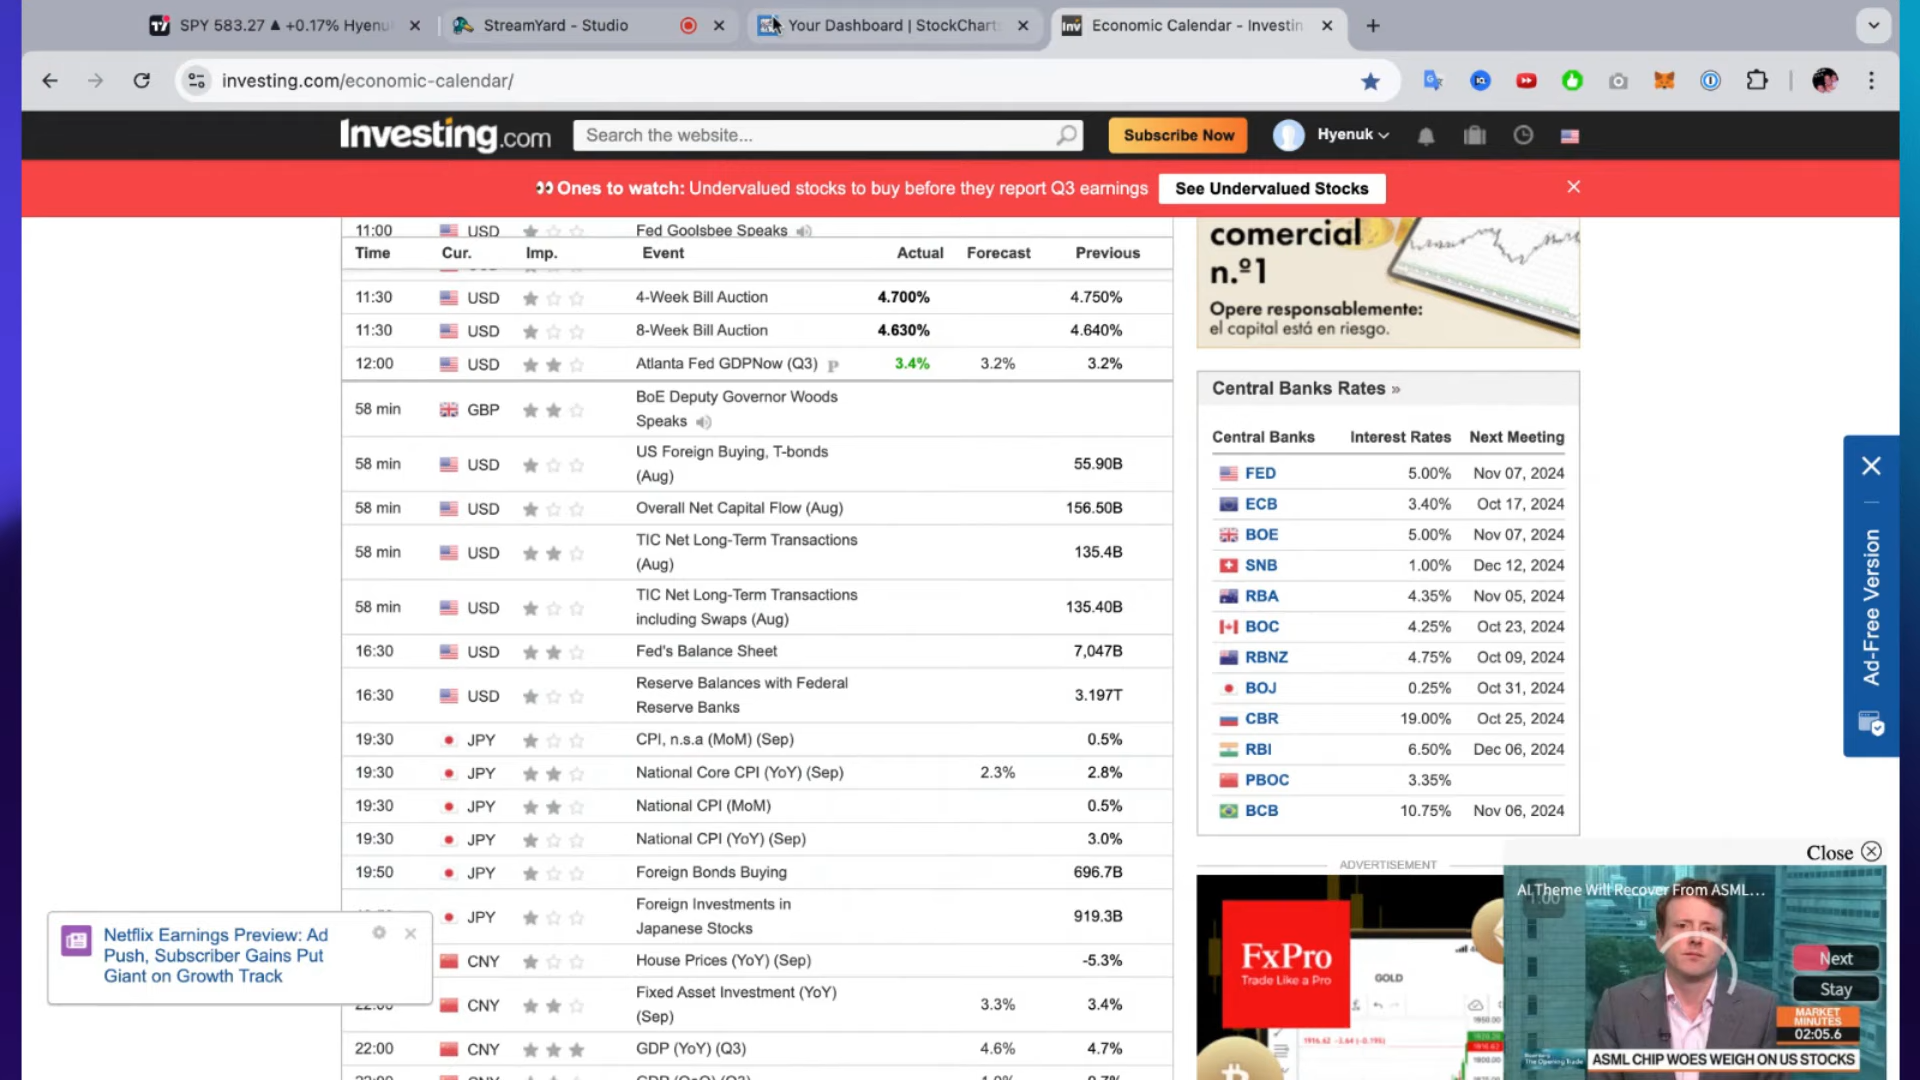 SPY 583.27 ▲ +0.17% Hyenu
StreamYard - Studio
Your Dashboard | StockChart
Economic Calendar - Investin
investing.com/economic-calendar/
Investing.com
Search the website...
Subscribe Now
Hyenuk
Ones to watch: Undervalued stocks to buy before they report Q3 earnings
See Undervalued Stocks
11:00 USD Fed Goolsbee Speaks
Time Cur. Imp. Event Actual Forecast Previous
11:30 USD 4-Week Bill Auction 4.700% 4.750%
11:30 USD 8-Week Bill Auction 4.630% 4.640%
12:00 USD Atlanta Fed GDPNow (Q3) P 3.4% 3.2% 3.2%
58 min GBP BoE Deputy Governor Woods
Speaks
58 min USD US Foreign Buying, T-bonds
(Aug) 55.90B
58 min USD Overall Net Capital Flow (Aug) 156.50B
58 min USD TIC Net Long-Term Transactions
(Aug) 135.4B
58 min USD TIC Net Long-Term Transactions
including Swaps (Aug) 135.40B
16:30 USD Fed's Balance Sheet 7,047B
16:30 USD Reserve Balances with Federal
Reserve Banks 3.197T
19:30 JPY CPI, n.s.a (MoM) (Sep) 0.5%
19:30 JPY National Core CPI (YoY) (Sep) 2.3% 2.8%
19:30 JPY National CPI (MoM) 0.5%
19:30 JPY National CPI (YoY) (Sep) 3.0%
19:50 JPY Foreign Bonds Buying 696.7B
JPY Foreign Investments in
Japanese Stocks 919.3B
CNY House Prices (YoY) (Sep) -5.3%
22:00 CNY Fixed Asset Investment (YoY)
(Sep) 3.3% 3.4%
22:00 CNY GDP (YoY) (Q3) 4.6% 4.7%
Netflix Earnings Preview: Ad
Push, Subscriber Gains Put
Giant on Growth Track
comercial
n.º1
Opere responsablemente:
el capital está en riesgo.
Central Banks Rates »
Central Banks Interest Rates Next Meeting
FED 5.00% Nov 07, 2024
ECB 3.40% Oct 17, 2024
BOE 5.00% Nov 07, 2024
SNB 1.00% Dec 12, 2024
RBA 4.35% Nov 05, 2024
BOC 4.25% Oct 23, 2024
RBNZ 4.75% Oct 09, 2024
BOJ 0.25% Oct 31, 2024
CBR 19.00% Oct 25, 2024
RBI 6.50% Dec 06, 2024
PBOC 3.35%
BCB 10.75% Nov 06, 2024
ADVERTISEMENT
FxPro
Trade Like a Pro
GOLD
Close
AI Theme Will Recover From ASML...
1:00
Next
Stay
MARKET
MINUTES
02:05.6
ASML CHIP WOES WEIGH ON US STOCKS
Ad-Free Version